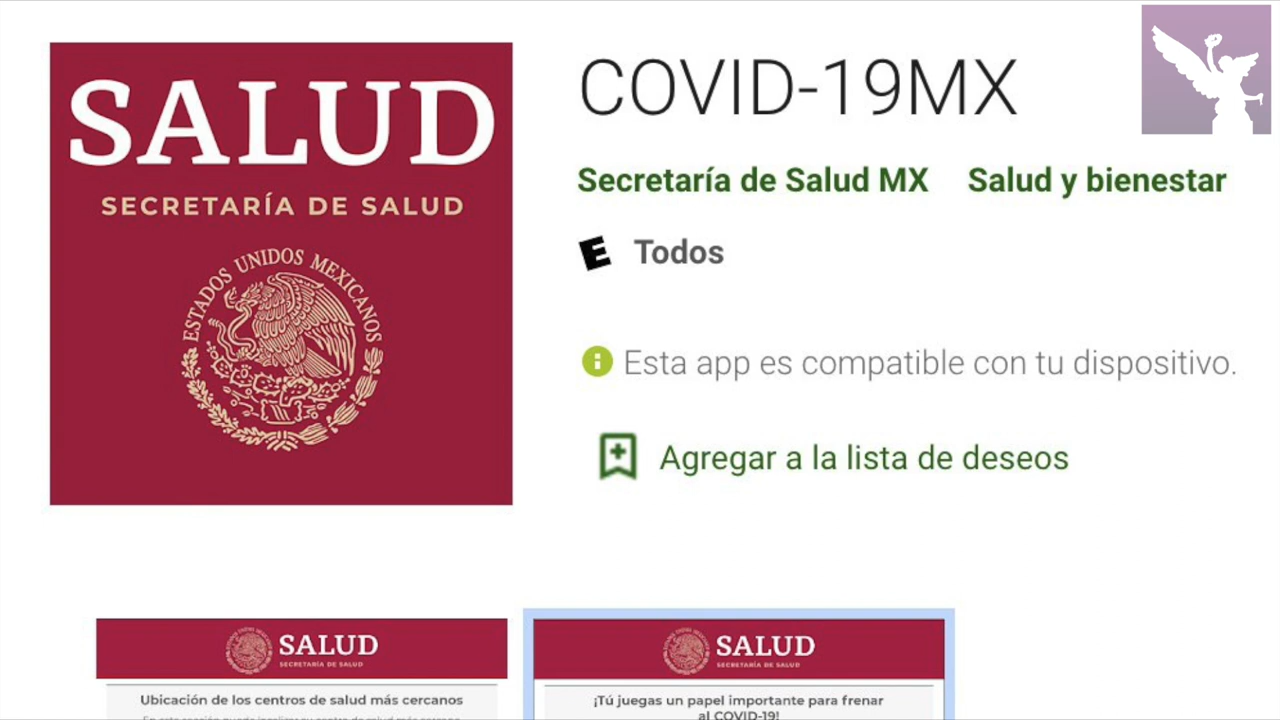 SALUD
SECRETARÍA DE SALUD
ESTADOS UNIDOS MEXICANOS
COVID-19MX
Secretaría de Salud MX Salud y bienestar
E Todos
Esta app es compatible con tu dispositivo.
Agregar a la lista de deseos
SALUD
SECRETARÍA DE SALUD
Ubicación de los centros de salud más cercanos
SALUD
SECRETARÍA DE SALUD
¡Tú juegas un papel importante para frenar
al COVID-19!